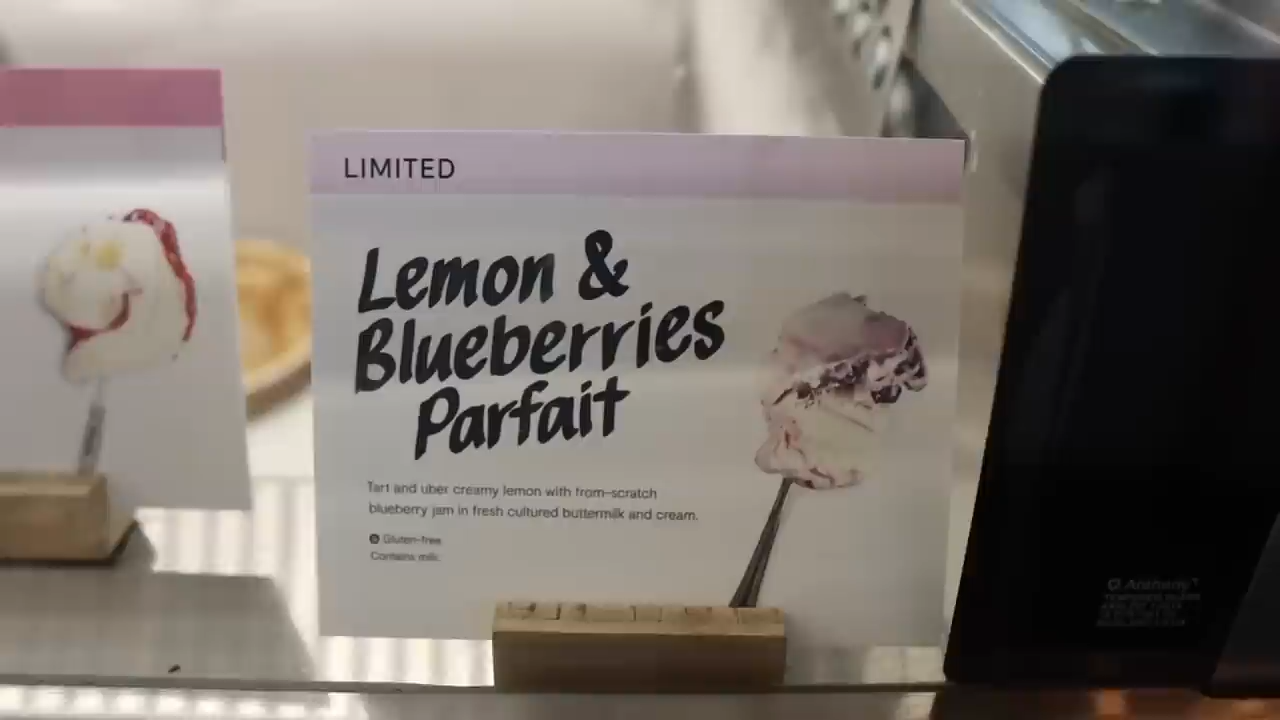 LIMITED
Lemon &
Blueberries
Parfait
Tart and uber creamy lemon with from-scratch
blueberry jam in fresh cultured buttermilk and cream.
Gluten-free
Contains milk.